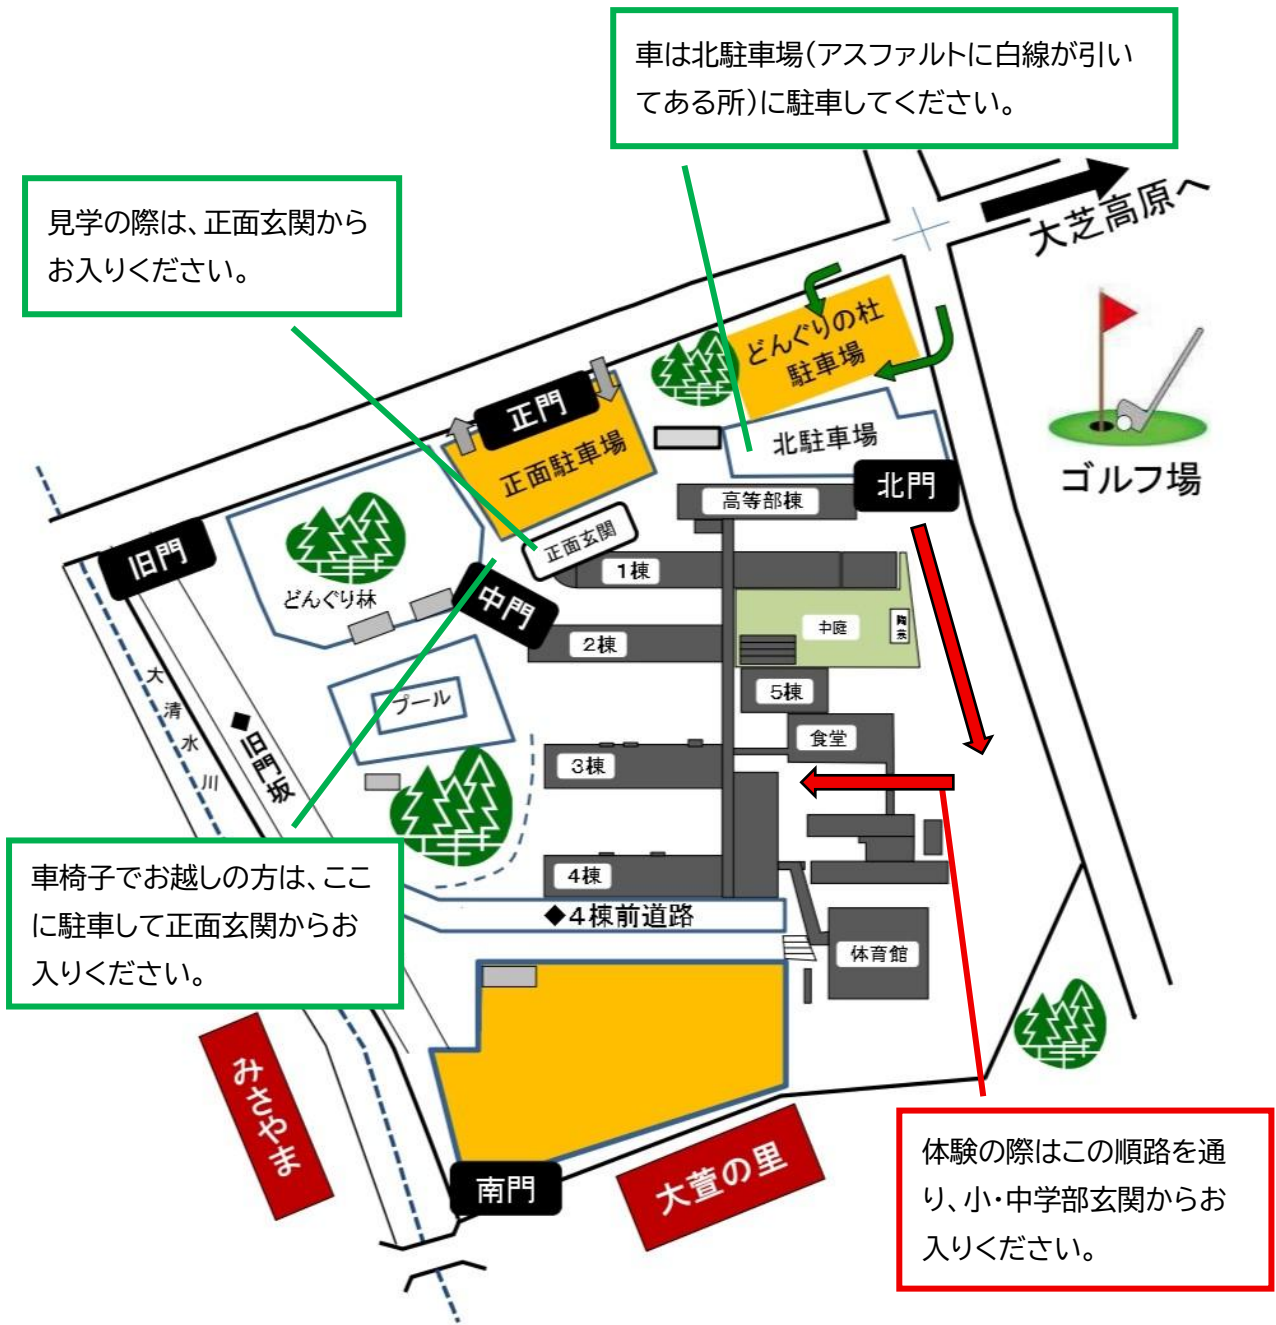 車は北駐車場(アスファルトに白線が引い
てある所)に駐車してください。
見学の際は、正面玄関から
お入りください。
大芝高原へ
どんぐりの杜
駐車場
正門
正面駐車場
北駐車場
北門
ゴルフ場
高等部棟
正面玄関
旧門
1棟
どんぐり林
中門
2棟
中庭
陶芸
プール
5棟
大清水川
◆旧門坂
食堂
3棟
4棟
車椅子でお越しの方は、ここ
に駐車して正面玄関からお
入りください。
◆4棟前道路
体育館
みさやま
大萱の里
南門
体験の際はこの順路を通
り、小・中学部玄関からお
入りください。